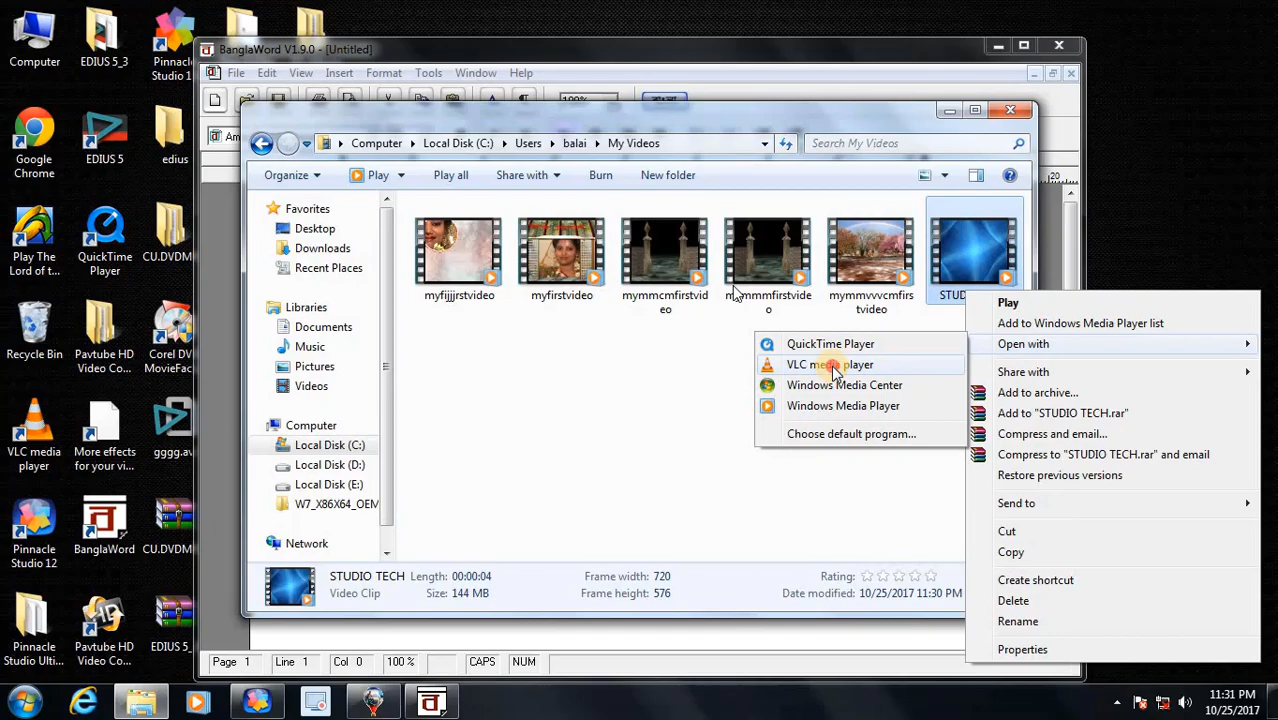 Computer
EDIUS 5_3
Pinnacle
Studio 1
Google
Chrome
EDIUS 5
edius
Play The
Lord of t...
QuickTime
Player
CU.DVDM
Recycle Bin
Pavtube HD
Video Co...
Corel DV
MovieFac
VLC media
player
More effects
for your vi...
gggg.av
Pinnacle
Studio 12
BanglaWord
CU.DVDM
Pinnacle
Studio Ulti...
Pavtube HD
Video Co...
EDIUS 5_
BanglaWord V1.9.0 - [Untitled]
File Edit View Insert Format Tools Window Help
100%
Computer Local Disk (C:) Users balai My Videos
Search My Videos
Organize Play Play all Share with Burn New folder
20
Favorites
Desktop
Downloads
Recent Places
Libraries
Documents
Music
Pictures
Videos
Computer
Local Disk (C:)
Local Disk (D:)
Local Disk (E:)
W7_X86X64_OEM
Network
myfijjjrstvideo
myfirstvideo
mymmcmfirstvid
eo
mymmvvvcmfirs
tvideo
STUD
Play
Add to Windows Media Player list
Open with
Share with
Add to archive...
Add to "STUDIO TECH.rar"
Compress and email...
Compress to "STUDIO TECH.rar" and email
Restore previous versions
Send to
Cut
Copy
Create shortcut
Delete
Rename
Properties
QuickTime Player
VLC media player
Windows Media Center
Windows Media Player
Choose default program...
STUDIO TECH Length: 00:00:04 Frame width: 720 Rating:
Video Clip Size: 144 MB Frame height: 576 Date modified: 10/25/2017 11:30 PM
Page 1 Line 1 Col 0 100 % CAPS NUM
11:31 PM
10/25/2017